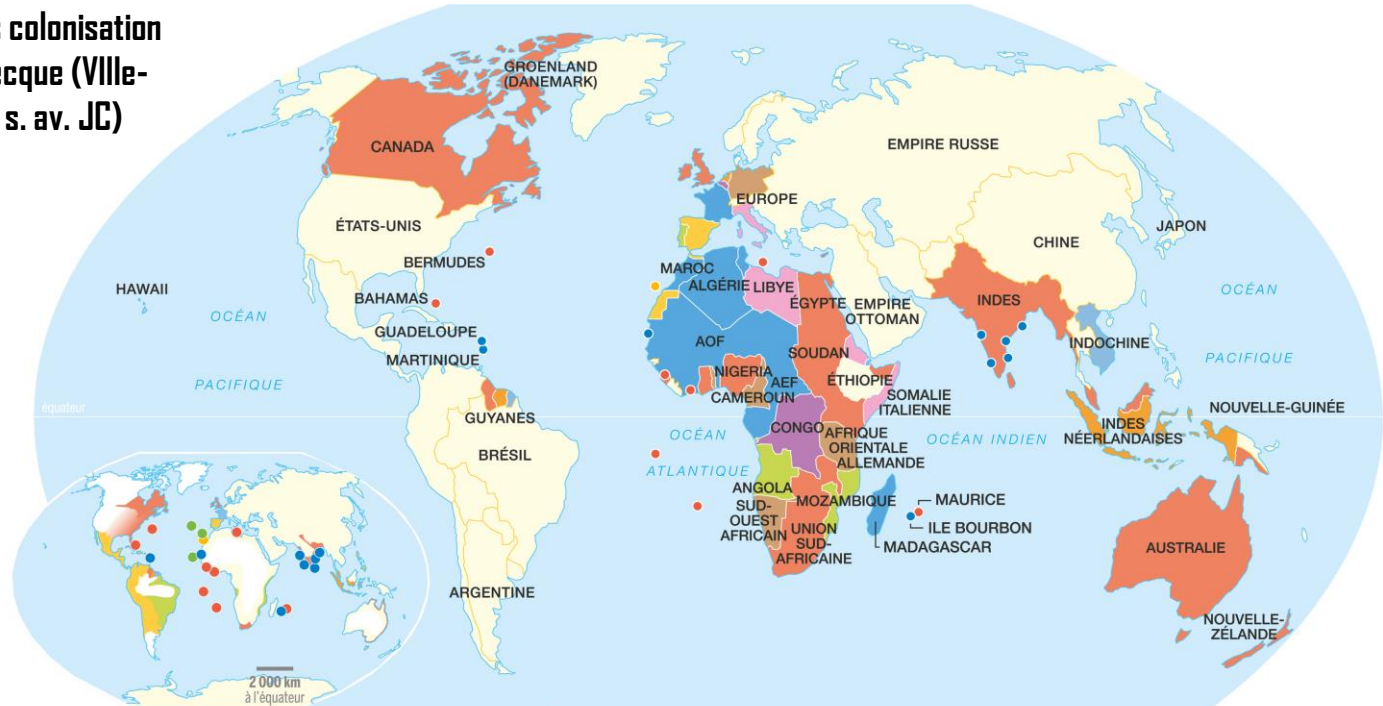 colonisation
ecque (VIIIe-
s. av. JC)
GROENLAND
(DANEMARK)
CANADA
EMPIRE RUSSE
EUROPE
ÉTATS-UNIS
JAPON
CHINE
BERMUDES
MAROC
HAWAII
ALGÉRIE
LIBYE
BAHAMAS
ÉGYPTE
EMPIRE
OTTOMAN
INDES
OCÉAN
PACIFIQUE
OCÉAN
PACIFIQUE
GUADELOUPE
AOF
INDOCHINE
MARTINIQUE
SOUDAN
NIGERIA
AEF
ÉTHIOPIE
CAMEROUN
SOMALIE
ITALIENNE
équateur
GUYANES
NOUVELLE-GUINÉE
CONGO
INDES
NÉERLANDAISES
OCÉAN
ATLANTIQUE
AFRIQUE
ORIENTALE
ALLEMANDE
OCÉAN INDIEN
BRÉSIL
ANGOLA
MOZAMBIQUE
MAURICE
SUD-
OUEST
AFRICAIN
ILE BOURBON
UNION
SUD-
AFRICAINE
MADAGASCAR
AUSTRALIE
ARGENTINE
NOUVELLE-
ZÉLANDE
2 000 km
à l'équateur